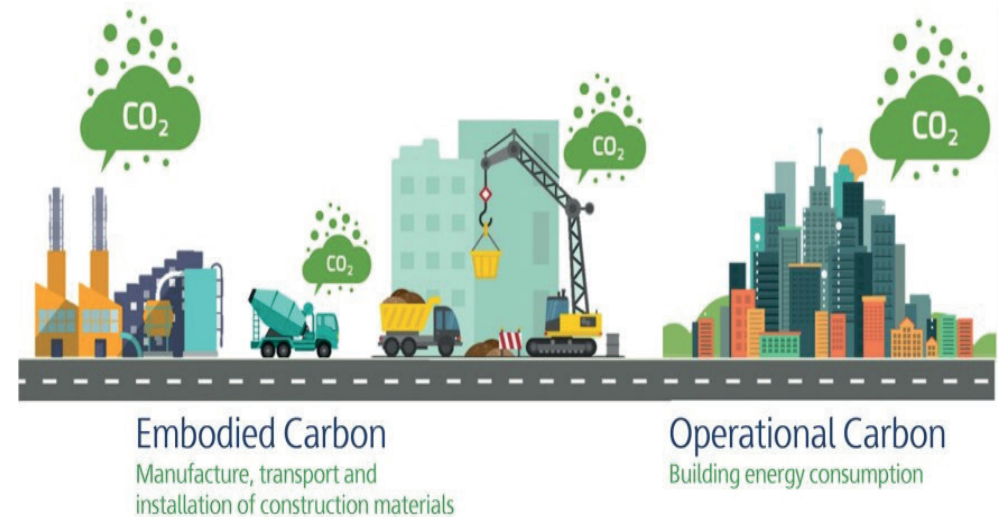 CO₂
CO₂
CO₂
CO₂
Embodied Carbon
Manufacture, transport and
installation of construction materials
Operational Carbon
Building energy consumption